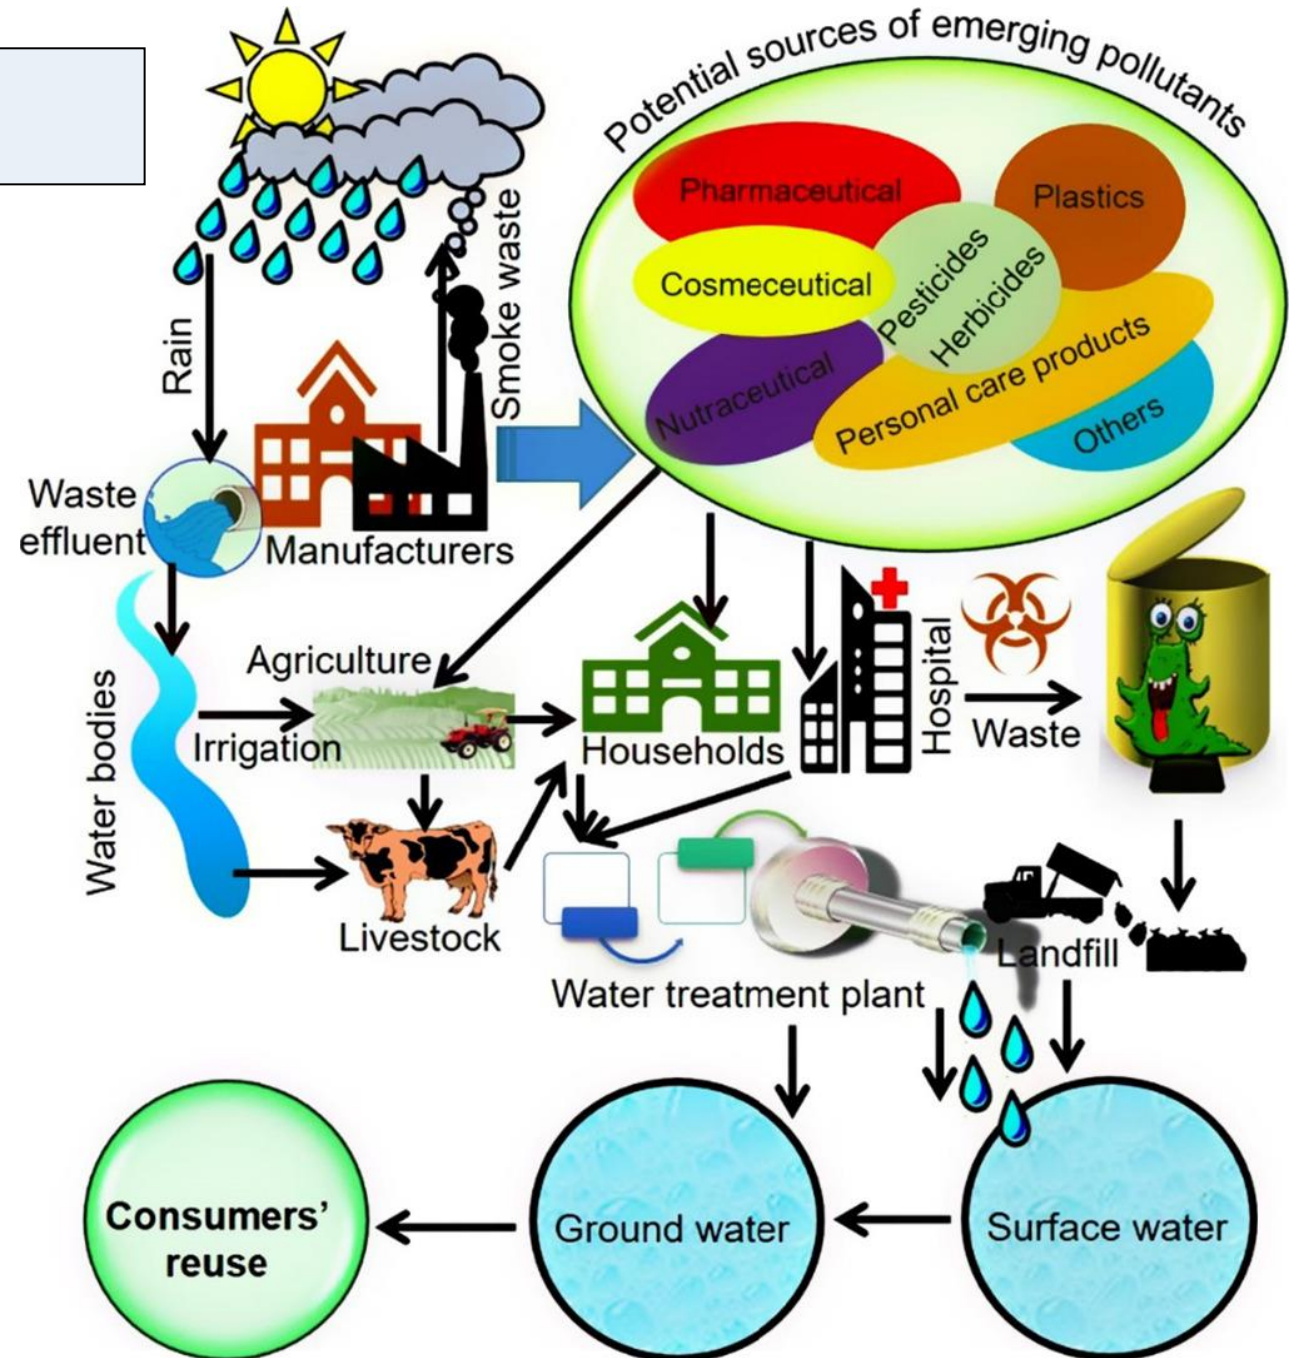 Potential sources of emerging pollutants
Pharmaceutical
Plastics
Cosmeceutical
Pesticides
Herbicides
Nutraceutical
Personal care products
Others
Rain
Smoke waste
Waste
effluent
Manufacturers
Agriculture
Water bodies
Irrigation
Households
Hospital
Waste
Livestock
Landfill
Water treatment plant
Consumers’
reuse
Ground water
Surface water